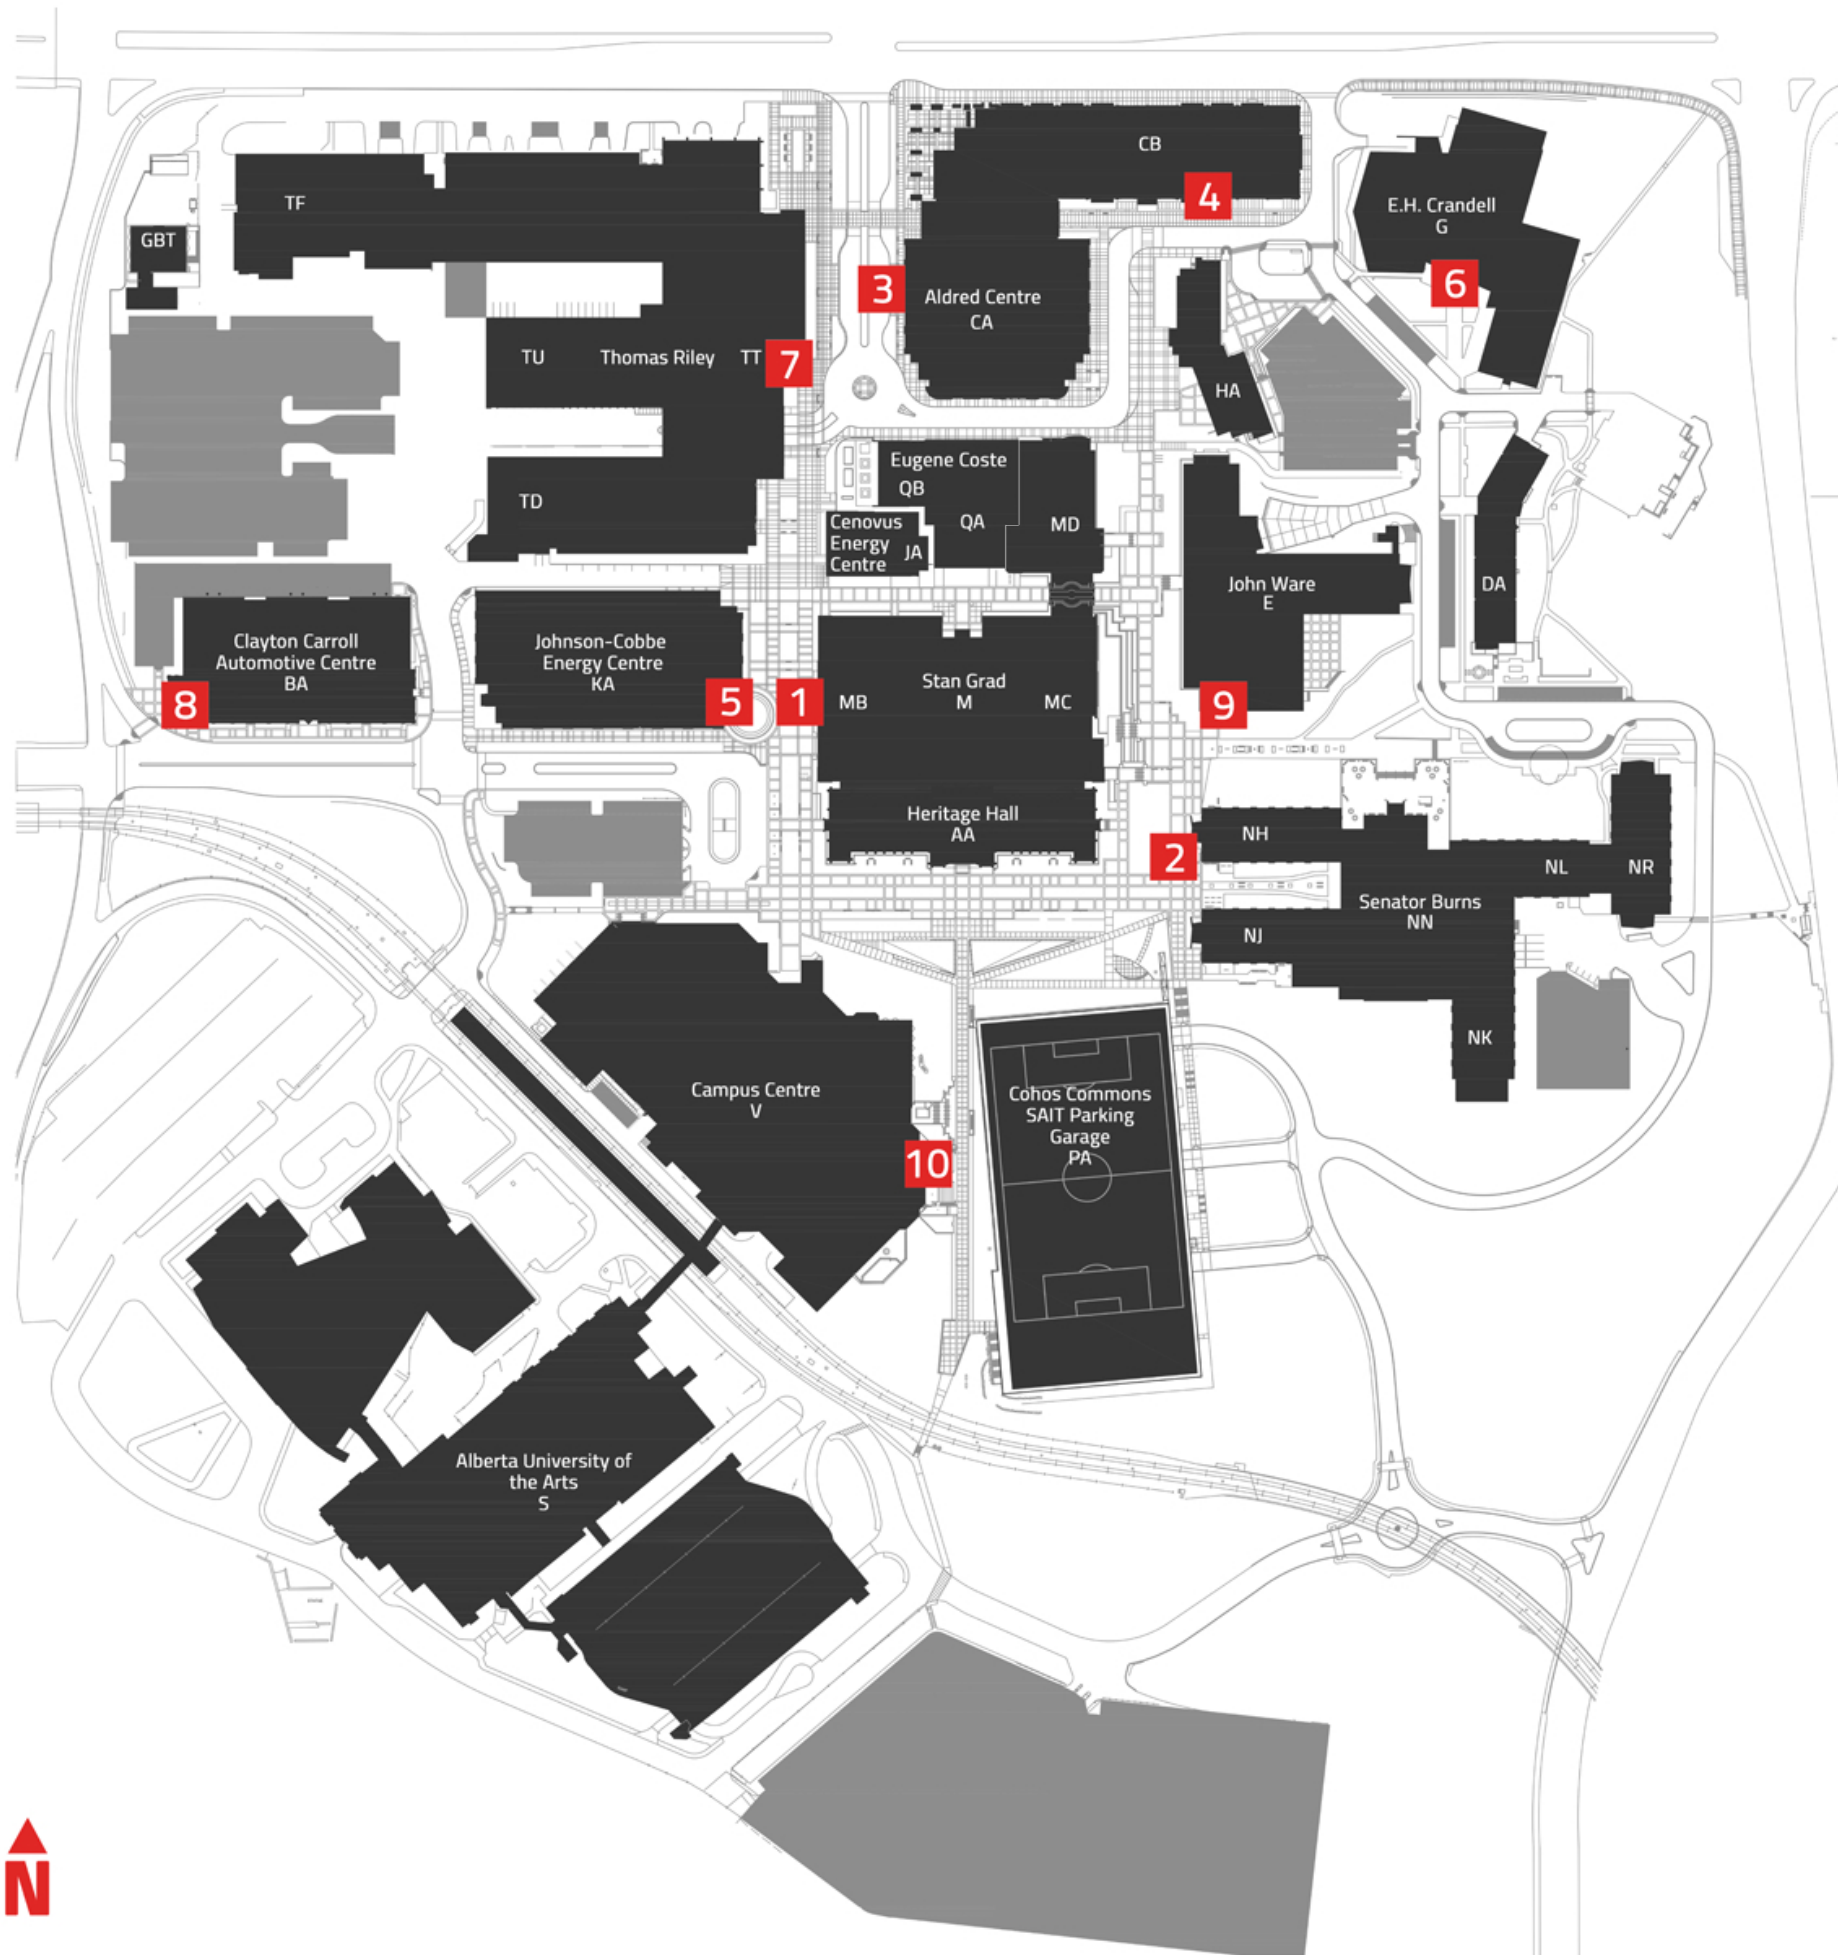 CB
4
TF
E.H. Crandell
G
GBT
6
3
Aldred Centre
CA
TU
Thomas Riley
TT
7
HA
Eugene Coste
QB
QA
MD
Cenovus
Energy
Centre
JA
TD
John Ware
E
DA
Clayton Carroll
Automotive Centre
BA
8
Johnson-Cobbe
Energy Centre
KA
5
1
MB
Stan Grad
M
MC
9
Heritage Hall
AA
2
NH
NL
NR
Senator Burns
NN
NJ
NK
Campus Centre
V
10
Cohos Commons
SAIT Parking
Garage
PA
Alberta University of
the Arts
S
N